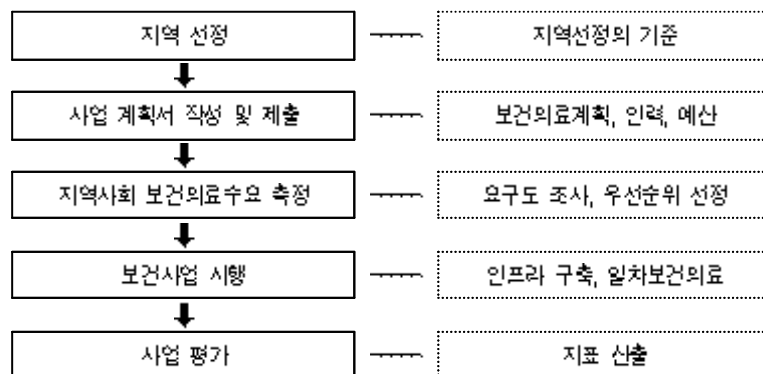 지역 선정
지역선정의 기준
사업 계획서 작성 및 제출
보건의료계획, 인력, 예산
지역사회 보건의료수요 측정
요구도 조사, 우선순위 선정
보건사업 시행
인프라 구축, 일차보건의료
사업 평가
지표 산출